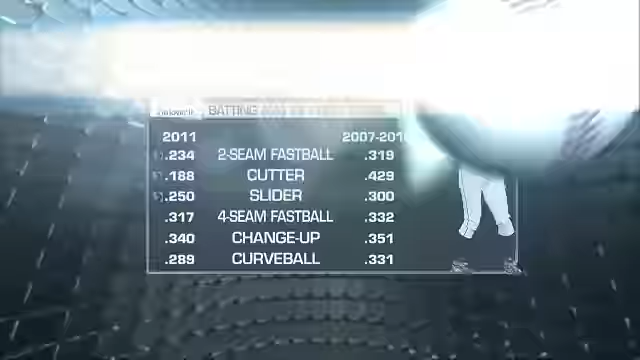 BATTING
2011 2007-201
.234 2-SEAM FASTBALL .319
.188 CUTTER .429
.250 SLIDER .300
.317 4-SEAM FASTBALL .332
.340 CHANGE-UP .351
.289 CURVEBALL .331